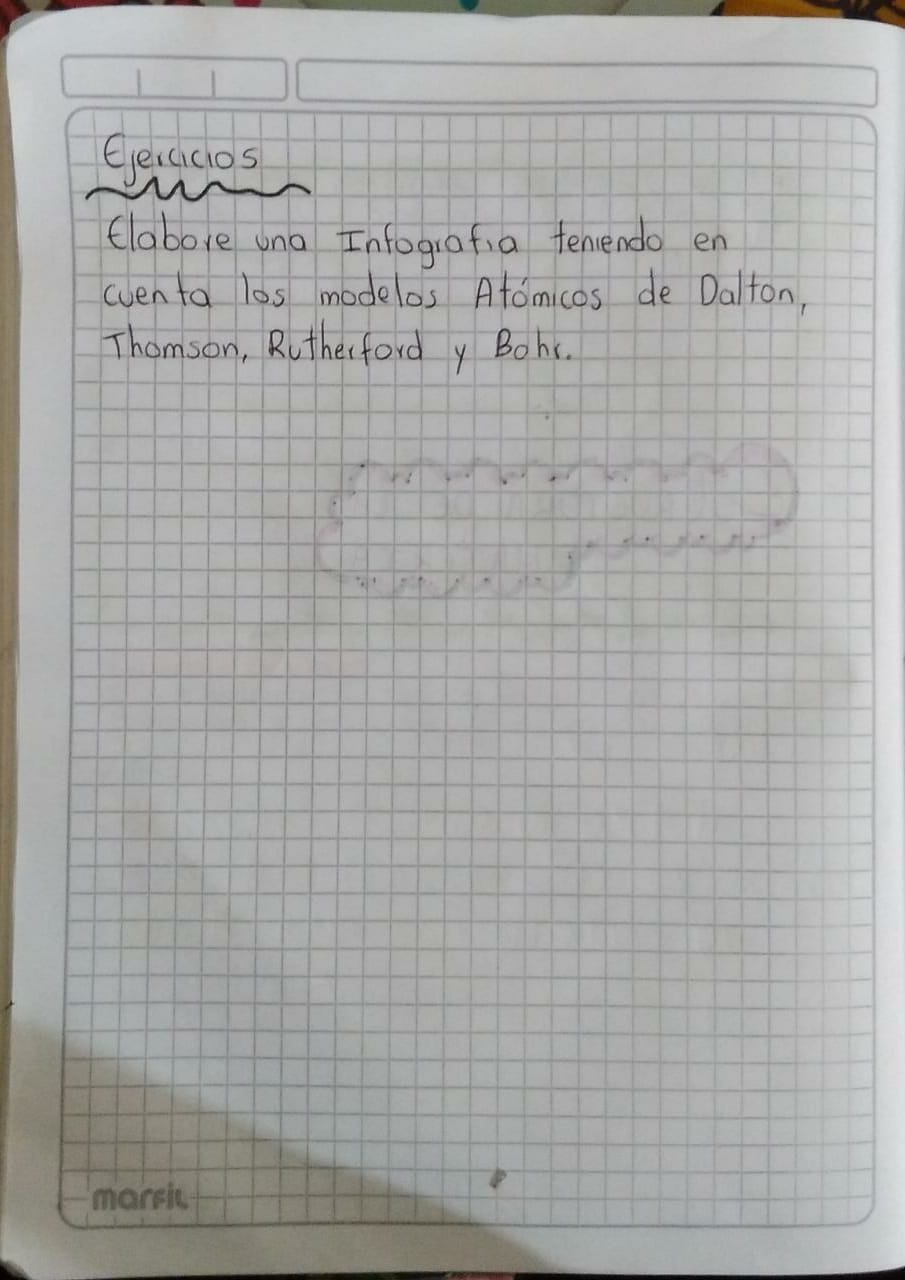 Ejercicios
Elabore una Infografia teniendo en
cuenta los modelos Atómicos de Dalton,
Thomson, Rutherford y Bohr.
marfil